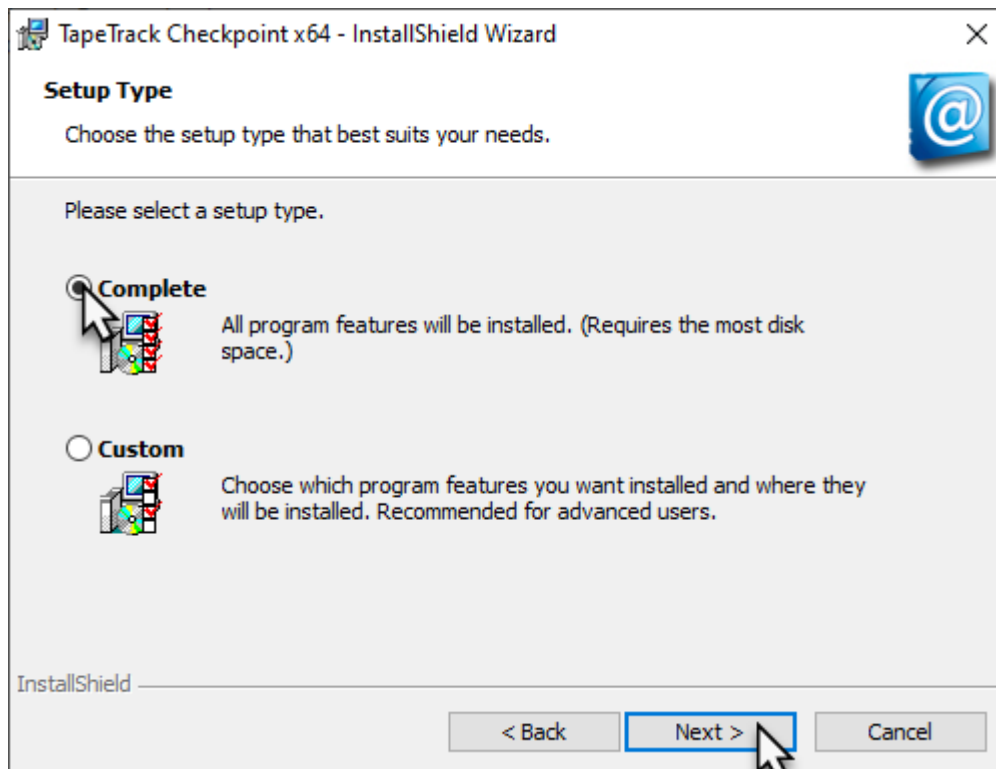 TapeTrack Checkpoint x64 - InstallShield Wizard
Setup Type
Choose the setup type that best suits your needs.
Please select a setup type.
Complete
All program features will be installed. (Requires the most disk
space.)
Custom
Choose which program features you want installed and where they
will be installed. Recommended for advanced users.
InstallShield
< Back
Next >
Cancel